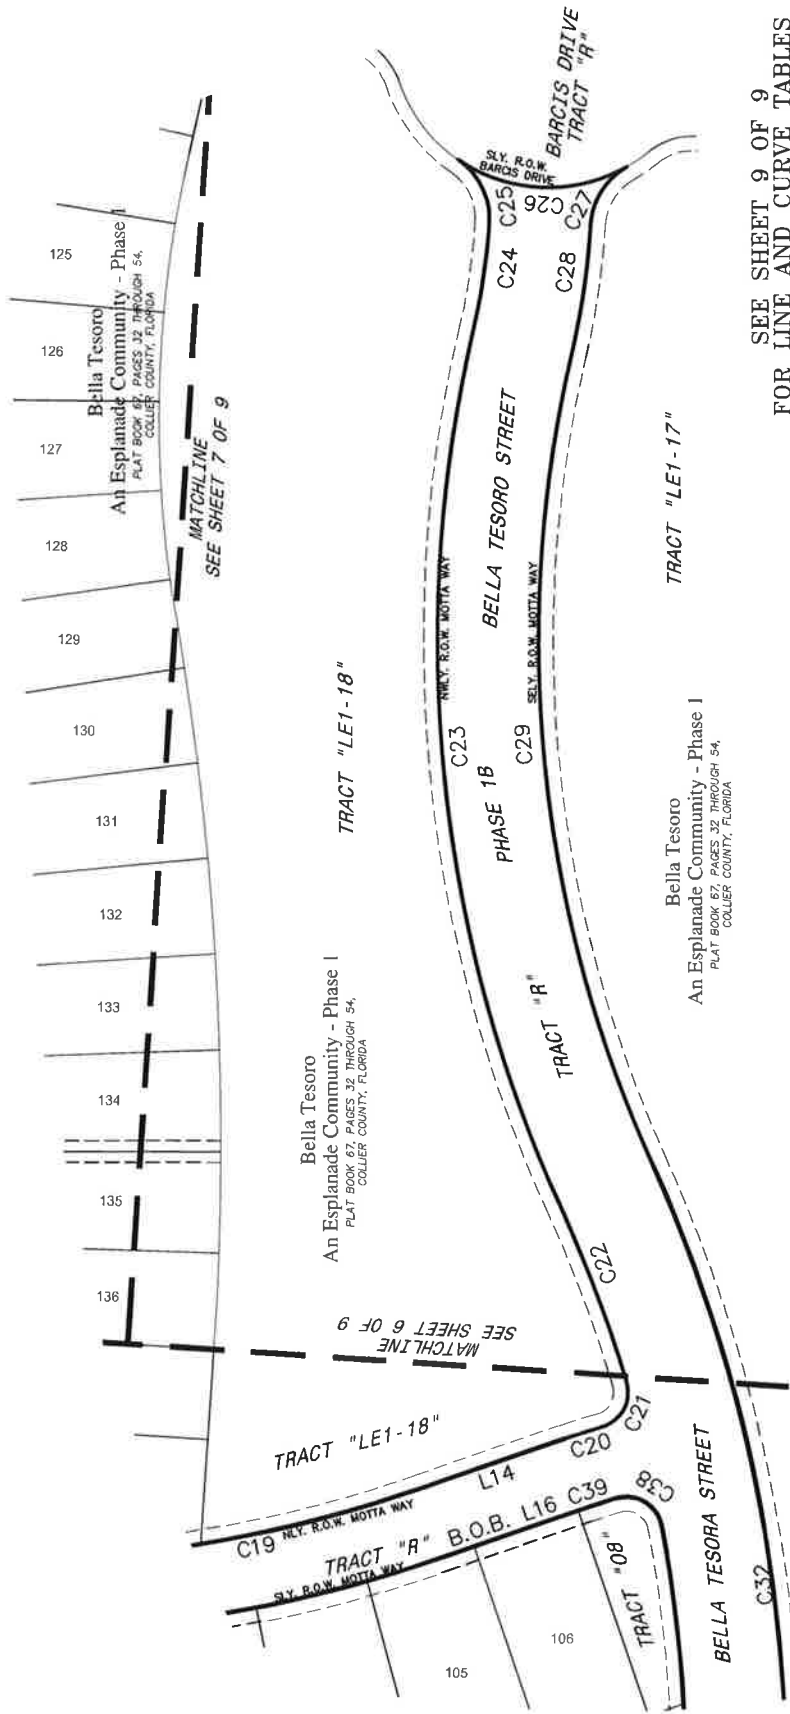 125
126
127
128
129
130
131
132
133
134
135
136
Bella Tesoro
An Esplanade Community - Phase 1
PLAT BOOK 67, PAGES 32 THROUGH 54,
COLLIER COUNTY, FLORIDA
MATCHLINE
SEE SHEET 7 OF 9
BARCIS DRIVE
TRACT "R"
SLY. R.O.W.
BARCIS DRIVE
C25
C26
C27
C24
C28
BELLA TESORO STREET
NWLY. R.O.W. MOTTA WAY
SELY. R.O.W. MOTTA WAY
C23
C29
PHASE 1B
TRACT "R"
TRACT "LE1-18"
TRACT "LE1-17"
Bella Tesoro
An Esplanade Community - Phase 1
PLAT BOOK 67, PAGES 32 THROUGH 54,
COLLIER COUNTY, FLORIDA
Bella Tesoro
An Esplanade Community - Phase 1
PLAT BOOK 67, PAGES 32 THROUGH 54,
COLLIER COUNTY, FLORIDA
C22
MATCHLINE
SEE SHEET 6 OF 9
TRACT "LE1-18"
C21
C20
L14
C19
NLY. R.O.W. MOTTA WAY
TRACT "R"
B.O.B.
L16
C39
C38
SLY. R.O.W. MOTTA WAY
105
106
TRACT "O8"
BELLA TESORA STREET
C32
SEE SHEET 9 OF 9
FOR LINE AND CURVE TABLES